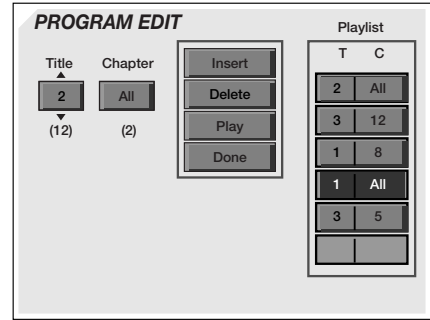 PROGRAM EDIT
Title Chapter
2 All
(12) (2)
Insert
Delete
Play
Done
Playlist
T C
2 All
3 12
1 8
1 All
3 5